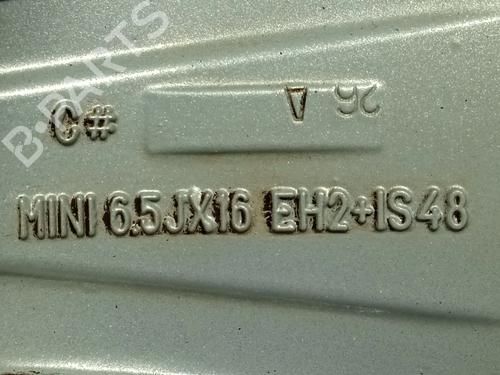 B-PARTS
C# V 26
MINI 6.5JX16 EH2+IS48